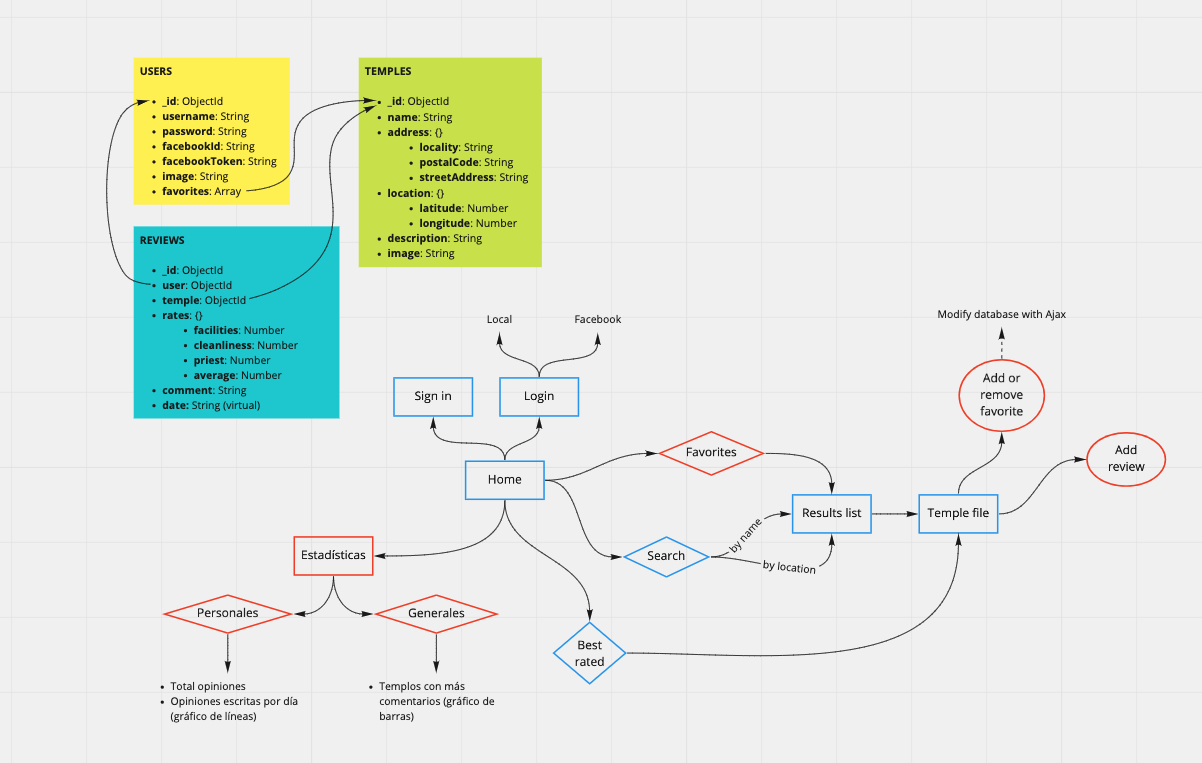 USERS
• _id: ObjectId
• username: String
• password: String
• facebookId: String
• facebookToken: String
• image: String
• favorites: Array
TEMPLES
• _id: ObjectId
• name: String
• address: {}
• locality: String
• postalCode: String
• streetAddress: String
• location: {}
• latitude: Number
• longitude: Number
• description: String
• image: String
REVIEWS
• _id: ObjectId
• user: ObjectId
• temple: ObjectId
• rates: {}
• facilities: Number
• cleanliness: Number
• priest: Number
• average: Number
• comment: String
• date: String (virtual)
Local
Facebook
Sign in
Login
Home
Favorites
Search
by name
by location
Results list
Temple file
Modify database with Ajax
Add or
remove
favorite
Add
review
Best
rated
Estadísticas
Personales
Generales
• Total opiniones
• Opiniones escritas por día
(gráfico de líneas)
• Templos con más
comentarios (gráfico de
barras)